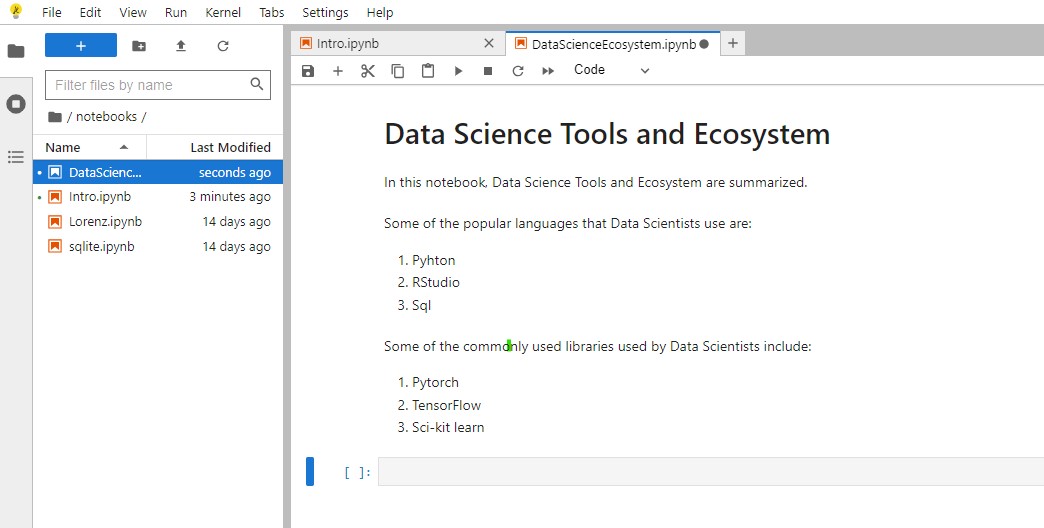 File Edit View Run Kernel Tabs Settings Help
+
Filter files by name
/ notebooks /
Name Last Modified
DataScienc... seconds ago
Intro.ipynb 3 minutes ago
Lorenz.ipynb 14 days ago
sqlite.ipynb 14 days ago
Intro.ipynb × DataScienceEcosystem.ipynb ● +
Code
Data Science Tools and Ecosystem
In this notebook, Data Science Tools and Ecosystem are summarized.
Some of the popular languages that Data Scientists use are:
1. Pyhton
2. RStudio
3. Sql
Some of the commonly used libraries used by Data Scientists include:
1. Pytorch
2. TensorFlow
3. Sci-kit learn
[ ]: